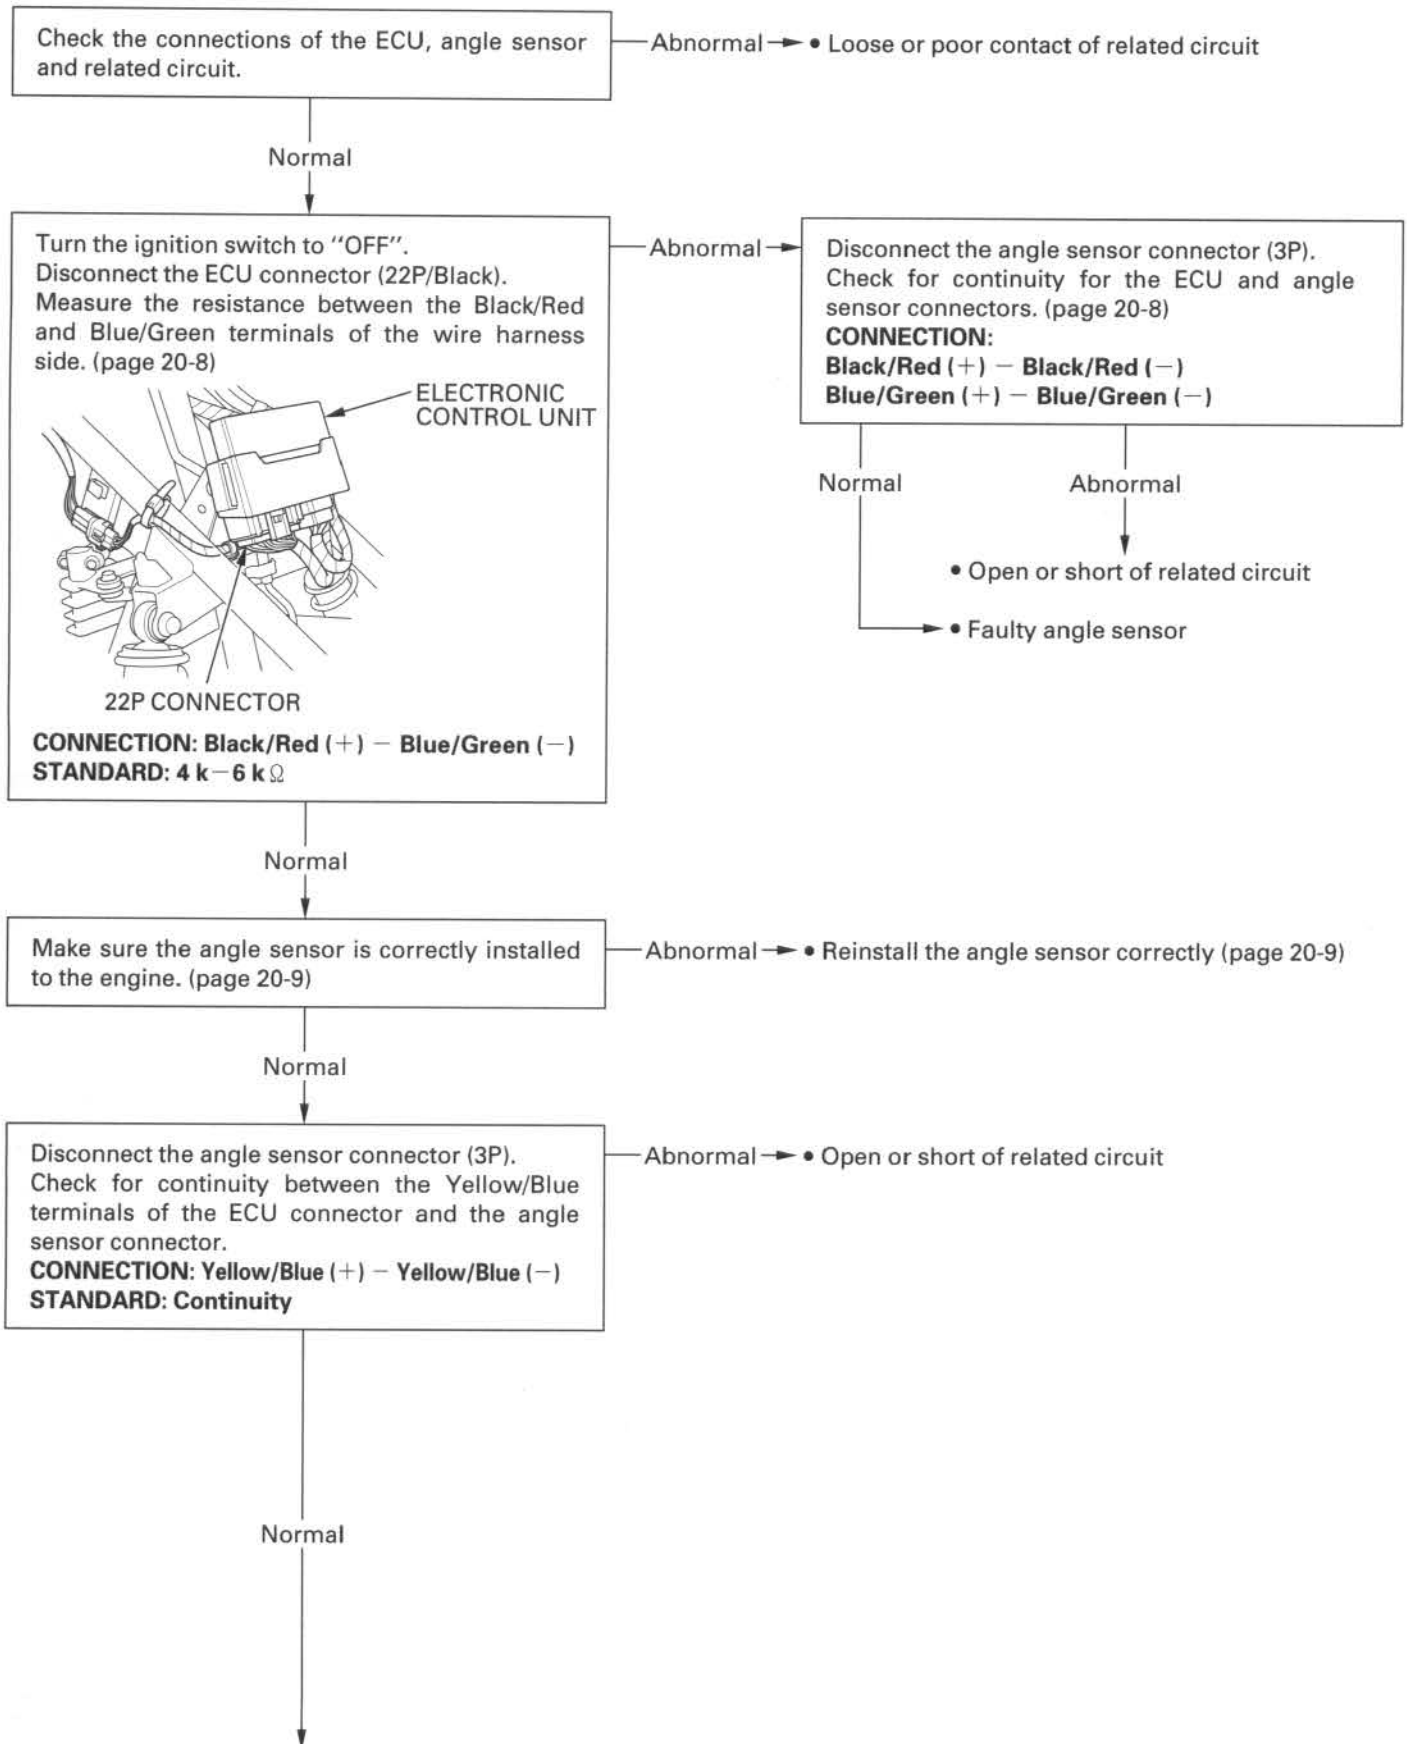 Check the connections of the ECU, angle sensor
and related circuit.
Abnormal
• Loose or poor contact of related circuit
Normal
Turn the ignition switch to “OFF”.
Disconnect the ECU connector (22P/Black).
Measure the resistance between the Black/Red
and Blue/Green terminals of the wire harness
side. (page 20-8)
ELECTRONIC
CONTROL UNIT
22P CONNECTOR
CONNECTION: Black/Red (+) – Blue/Green (–)
STANDARD: 4 k–6 kΩ
Abnormal
Disconnect the angle sensor connector (3P).
Check for continuity for the ECU and angle
sensor connectors. (page 20-8)
CONNECTION:
Black/Red (+) – Black/Red (–)
Blue/Green (+) – Blue/Green (–)
Normal
Abnormal
• Open or short of related circuit
• Faulty angle sensor
Normal
Make sure the angle sensor is correctly installed
to the engine. (page 20-9)
Abnormal
• Reinstall the angle sensor correctly (page 20-9)
Normal
Disconnect the angle sensor connector (3P).
Check for continuity between the Yellow/Blue
terminals of the ECU connector and the angle
sensor connector.
CONNECTION: Yellow/Blue (+) – Yellow/Blue (–)
STANDARD: Continuity
Abnormal
• Open or short of related circuit
Normal